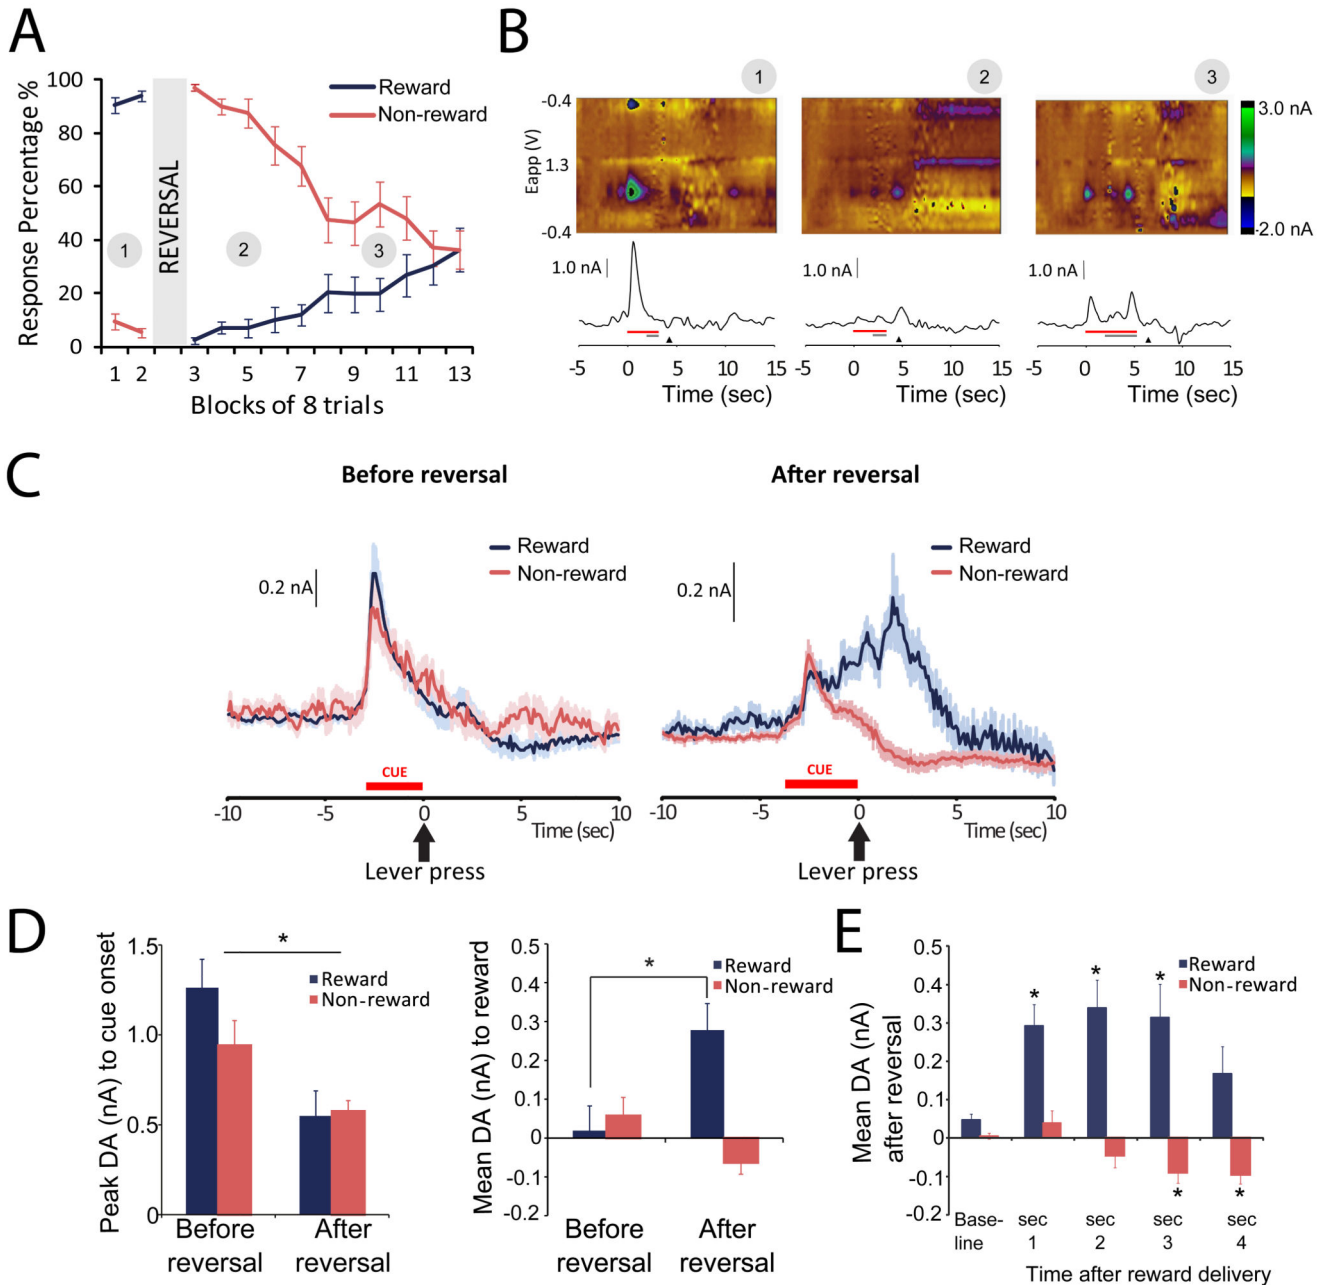 A
Response Percentage %
100
80
60
40
20
0
Reward
Non-reward
REVERSAL
1
2
3
1 2 3 5 7 9 11 13
Blocks of 8 trials
B
1
2
3
Eapp (V)
-0.4
1.3
-0.4
3.0 nA
-2.0 nA
1.0 nA
1.0 nA
1.0 nA
-5 0 5 10 15
-5 0 5 10 15
-5 0 5 10 15
Time (sec)
Time (sec)
Time (sec)
C
Before reversal
After reversal
Reward
Non-reward
0.2 nA
CUE
-10 -5 0 5 10
Time (sec)
Lever press
Reward
Non-reward
0.2 nA
CUE
-10 -5 0 5 10
Time (sec)
Lever press
D
Peak DA (nA) to cue onset
1.5
1.0
0.5
0
*
Reward
Non-reward
Before
reversal
After
reversal
Mean DA (nA) to reward
0.5
0.4
0.3
0.2
0.1
0
-0.1
-0.2
*
Reward
Non-reward
Before
reversal
After
reversal
E
Mean DA (nA)
after reversal
0.5
0.4
0.3
0.2
0.1
0
-0.1
-0.2
Reward
Non-reward
* * *
* *
Base-
line
sec
1
sec
2
sec
3
sec
4
Time after reward delivery